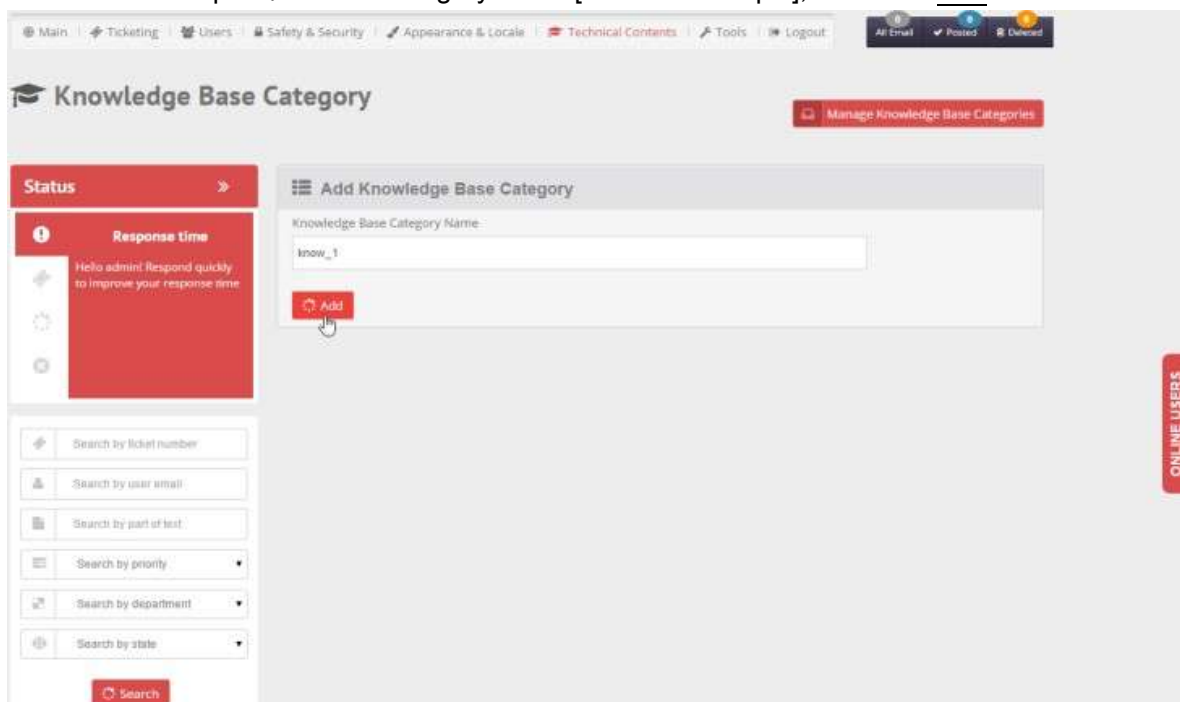 Main Ticketing Users Safety & Security Appearance & Locale Technical Contents Tools Logout
0 0 0
All Email Posted Deleted
Knowledge Base Category
Manage Knowledge Base Categories
Status
Add Knowledge Base Category
Response time
Hello admin! Respond quickly
to improve your response time
Knowledge Base Category Name
know_1
Add
ONLINE USERS
Search by ticket number
Search by user email
Search by part of text
Search by priority
Search by department
Search by state
Search